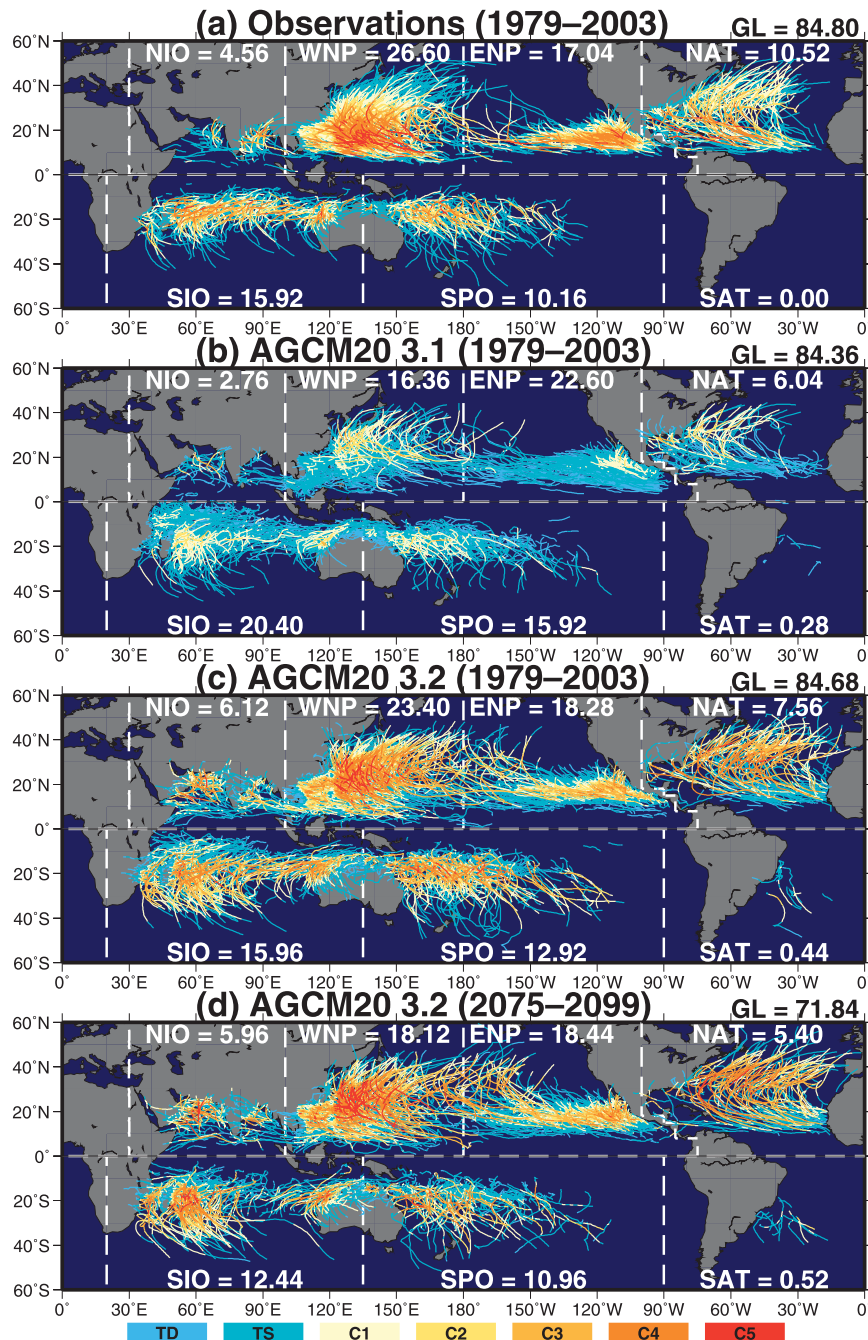 (a) Observations (1979–2003) GL = 84.80
NIO = 4.56 WNP = 26.60 ENP = 17.04 NAT = 10.52
60˚N
40˚N
20˚N
0˚
20˚S
40˚S
60˚S
SIO = 15.92 SPO = 10.16 SAT = 0.00
0˚ 30˚E 60˚E 90˚E 120˚E 150˚E 180˚ 150˚W 120˚W 90˚W 60˚W 30˚W 0˚
(b) AGCM20 3.1 (1979–2003) GL = 84.36
NIO = 2.76 WNP = 16.36 ENP = 22.60 NAT = 6.04
60˚N
40˚N
20˚N
0˚
20˚S
40˚S
60˚S
SIO = 20.40 SPO = 15.92 SAT = 0.28
0˚ 30˚E 60˚E 90˚E 120˚E 150˚E 180˚ 150˚W 120˚W 90˚W 60˚W 30˚W 0˚
(c) AGCM20 3.2 (1979–2003) GL = 84.68
NIO = 6.12 WNP = 23.40 ENP = 18.28 NAT = 7.56
60˚N
40˚N
20˚N
0˚
20˚S
40˚S
60˚S
SIO = 15.96 SPO = 12.92 SAT = 0.44
0˚ 30˚E 60˚E 90˚E 120˚E 150˚E 180˚ 150˚W 120˚W 90˚W 60˚W 30˚W 0˚
(d) AGCM20 3.2 (2075–2099) GL = 71.84
NIO = 5.96 WNP = 18.12 ENP = 18.44 NAT = 5.40
60˚N
40˚N
20˚N
0˚
20˚S
40˚S
60˚S
SIO = 12.44 SPO = 10.96 SAT = 0.52
0˚ 30˚E 60˚E 90˚E 120˚E 150˚E 180˚ 150˚W 120˚W 90˚W 60˚W 30˚W 0˚
TD TS C1 C2 C3 C4 C5